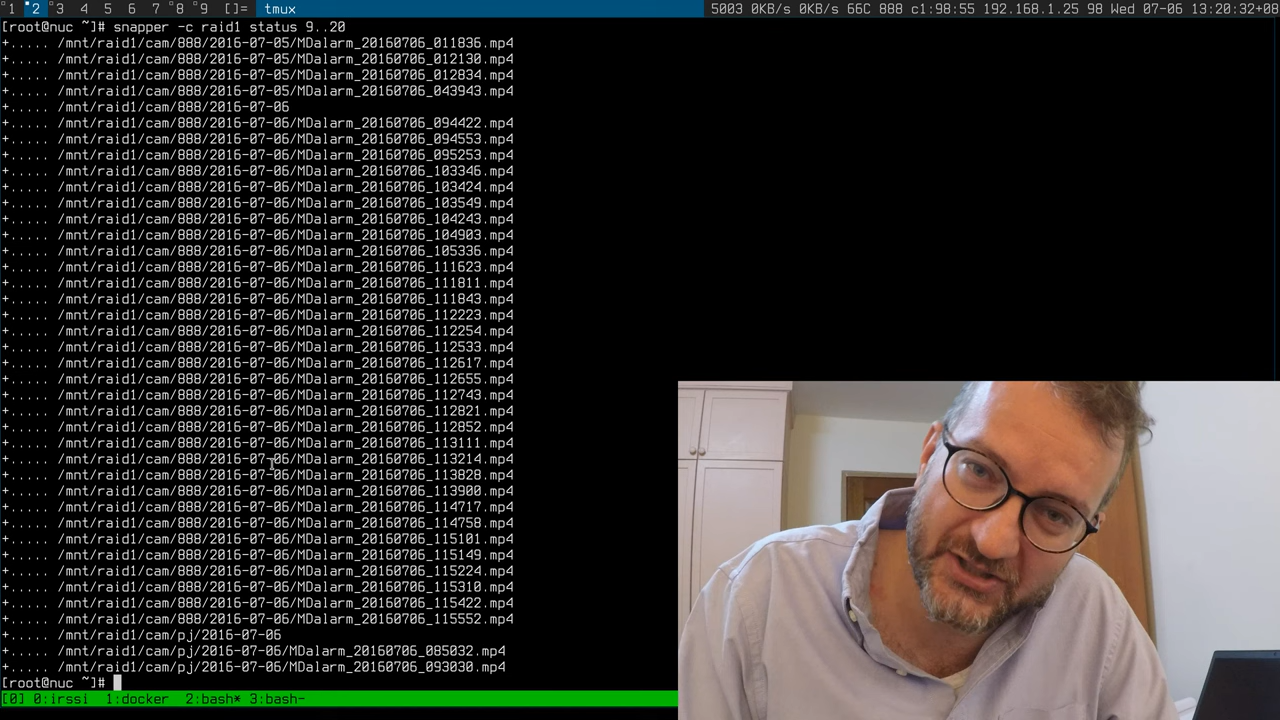 1 2 3 4 5 6 7 8 9 []= tmux 5003 0KB/s 0KB/s 66C 888 c1:98:55 192.168.1.25 98 Wed 07-06 13:20:32+08
[root@nuc ~]# snapper -c raid1 status 9..20
+..... /mnt/raid1/cam/888/2016-07-05/MDalarm_20160706_011836.mp4
+..... /mnt/raid1/cam/888/2016-07-05/MDalarm_20160706_012130.mp4
+..... /mnt/raid1/cam/888/2016-07-05/MDalarm_20160706_012834.mp4
+..... /mnt/raid1/cam/888/2016-07-05/MDalarm_20160706_043943.mp4
+..... /mnt/raid1/cam/888/2016-07-06
+..... /mnt/raid1/cam/888/2016-07-06/MDalarm_20160706_094422.mp4
+..... /mnt/raid1/cam/888/2016-07-06/MDalarm_20160706_094553.mp4
+..... /mnt/raid1/cam/888/2016-07-06/MDalarm_20160706_095253.mp4
+..... /mnt/raid1/cam/888/2016-07-06/MDalarm_20160706_103346.mp4
+..... /mnt/raid1/cam/888/2016-07-06/MDalarm_20160706_103424.mp4
+..... /mnt/raid1/cam/888/2016-07-06/MDalarm_20160706_103549.mp4
+..... /mnt/raid1/cam/888/2016-07-06/MDalarm_20160706_104243.mp4
+..... /mnt/raid1/cam/888/2016-07-06/MDalarm_20160706_104903.mp4
+..... /mnt/raid1/cam/888/2016-07-06/MDalarm_20160706_105336.mp4
+..... /mnt/raid1/cam/888/2016-07-06/MDalarm_20160706_111623.mp4
+..... /mnt/raid1/cam/888/2016-07-06/MDalarm_20160706_111811.mp4
+..... /mnt/raid1/cam/888/2016-07-06/MDalarm_20160706_111843.mp4
+..... /mnt/raid1/cam/888/2016-07-06/MDalarm_20160706_112223.mp4
+..... /mnt/raid1/cam/888/2016-07-06/MDalarm_20160706_112254.mp4
+..... /mnt/raid1/cam/888/2016-07-06/MDalarm_20160706_112533.mp4
+..... /mnt/raid1/cam/888/2016-07-06/MDalarm_20160706_112617.mp4
+..... /mnt/raid1/cam/888/2016-07-06/MDalarm_20160706_112655.mp4
+..... /mnt/raid1/cam/888/2016-07-06/MDalarm_20160706_112743.mp4
+..... /mnt/raid1/cam/888/2016-07-06/MDalarm_20160706_112821.mp4
+..... /mnt/raid1/cam/888/2016-07-06/MDalarm_20160706_112852.mp4
+..... /mnt/raid1/cam/888/2016-07-06/MDalarm_20160706_113111.mp4
+..... /mnt/raid1/cam/888/2016-07-06/MDalarm_20160706_113214.mp4
+..... /mnt/raid1/cam/888/2016-07-06/MDalarm_20160706_113828.mp4
+..... /mnt/raid1/cam/888/2016-07-06/MDalarm_20160706_113900.mp4
+..... /mnt/raid1/cam/888/2016-07-06/MDalarm_20160706_114717.mp4
+..... /mnt/raid1/cam/888/2016-07-06/MDalarm_20160706_114758.mp4
+..... /mnt/raid1/cam/888/2016-07-06/MDalarm_20160706_115101.mp4
+..... /mnt/raid1/cam/888/2016-07-06/MDalarm_20160706_115149.mp4
+..... /mnt/raid1/cam/888/2016-07-06/MDalarm_20160706_115224.mp4
+..... /mnt/raid1/cam/888/2016-07-06/MDalarm_20160706_115310.mp4
+..... /mnt/raid1/cam/888/2016-07-06/MDalarm_20160706_115422.mp4
+..... /mnt/raid1/cam/888/2016-07-06/MDalarm_20160706_115552.mp4
+..... /mnt/raid1/cam/pj/2016-07-06
+..... /mnt/raid1/cam/pj/2016-07-06/MDalarm_20160706_085032.mp4
+..... /mnt/raid1/cam/pj/2016-07-06/MDalarm_20160706_093030.mp4
[root@nuc ~]#
[0] 0:irssi 1:docker 2:bash* 3:bash-